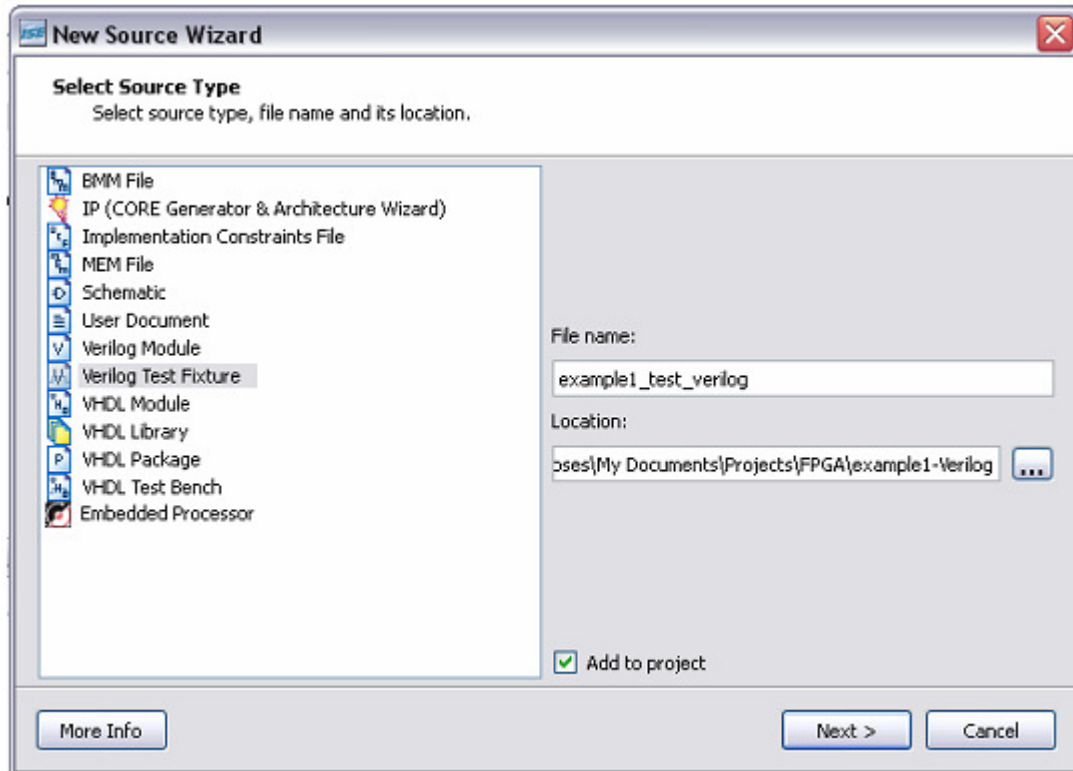 ISE New Source Wizard
Select Source Type
Select source type, file name and its location.
BMM File
IP (CORE Generator & Architecture Wizard)
Implementation Constraints File
MEM File
Schematic
User Document
Verilog Module
Verilog Test Fixture
VHDL Module
VHDL Library
VHDL Package
VHDL Test Bench
Embedded Processor
File name:
example1_test_verilog
Location:
oses\My Documents\Projects\FPGA\example1-Verilog
...
Add to project
More Info
Next >
Cancel